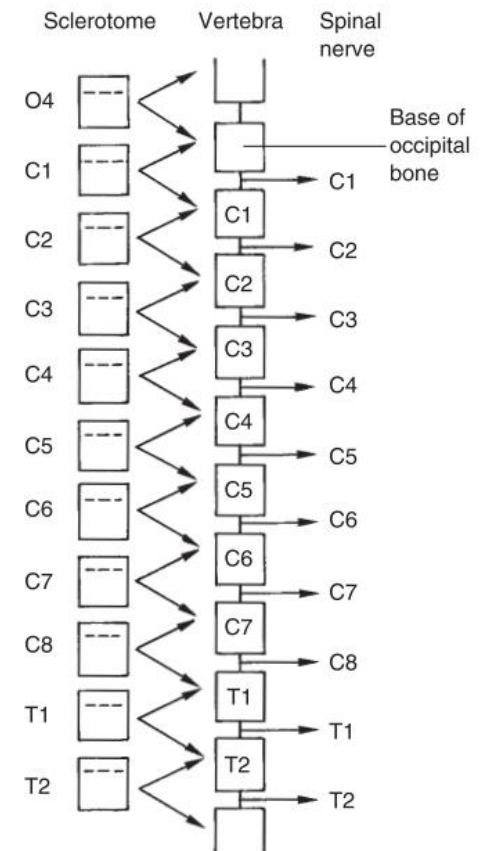 Sclerotome Vertebra Spinal
nerve
O4
Base of
occipital
bone
C1 C1
C1
C2 C2
C2
C3 C3
C3
C4 C4
C4
C5 C5
C5
C6 C6
C6
C7 C7
C7
C8 C8
T1
T1 T1
T2
T2 T2